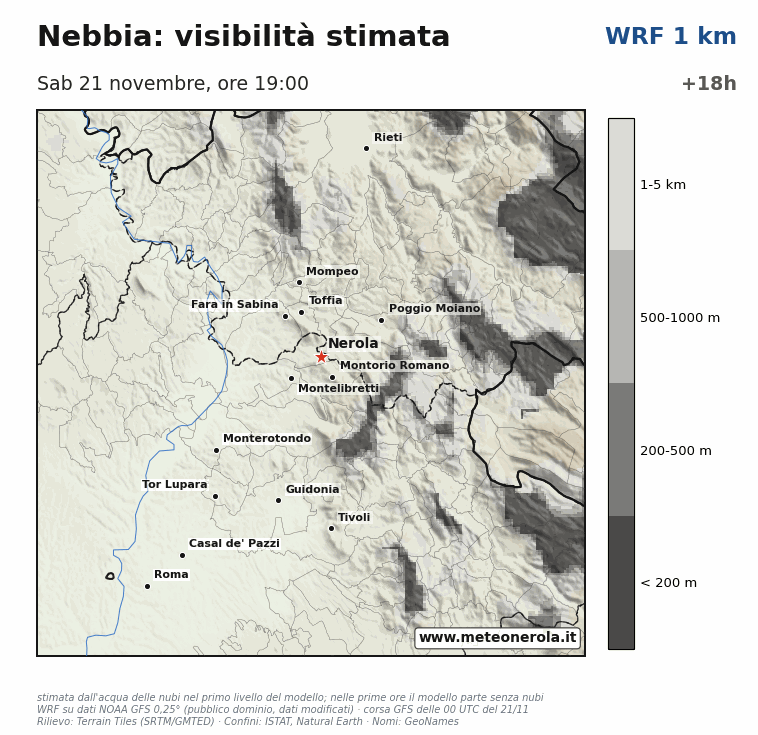 Nebbia: visibilità stimata
WRF 1 km
Sab 21 novembre, ore 19:00
+18h
Rieti
1-5 km
Mompeo
Fara in Sabina
Toffia
Poggio Moiano
500-1000 m
Nerola
Montorio Romano
Montelibretti
Monterotondo
200-500 m
Tor Lupara
Guidonia
Tivoli
Casal de' Pazzi
Roma
< 200 m
www.meteonerola.it
stimata dall'acqua delle nubi nel primo livello del modello; nelle prime ore il modello parte senza nubi
WRF su dati NOAA GFS 0,25° (pubblico dominio, dati modificati) · corsa GFS delle 00 UTC del 21/11
Rilievo: Terrain Tiles (SRTM/GMTED) · Confini: ISTAT, Natural Earth · Nomi: GeoNames